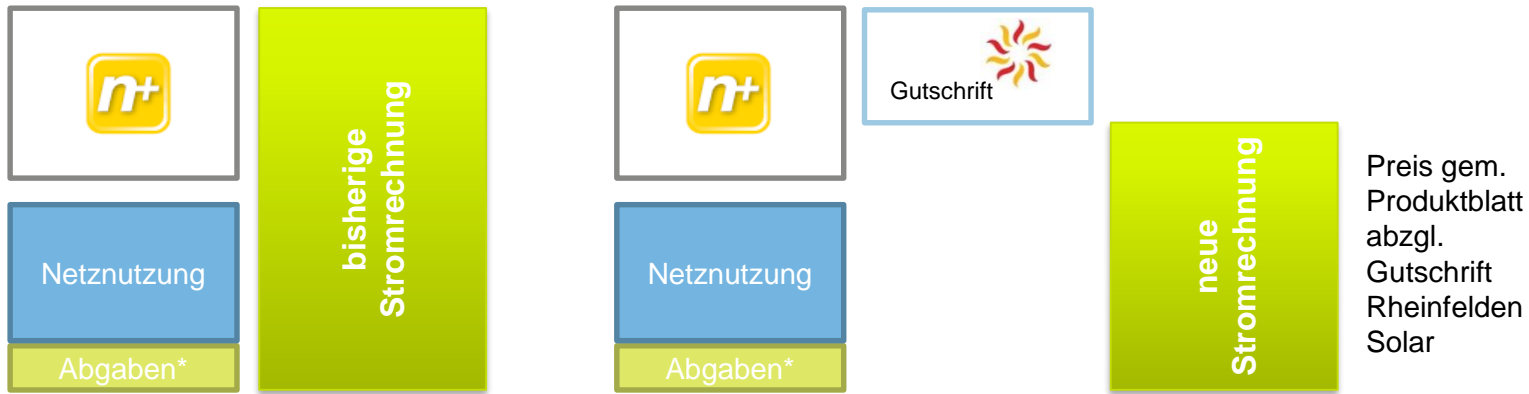 n+
Netznutzung
Abgaben*
bisherige
Stromrechnung
n+
Netznutzung
Abgaben*
Gutschrift
neue
Stromrechnung
Preis gem.
Produktblatt
abzgl.
Gutschrift
Rheinfelden
Solar